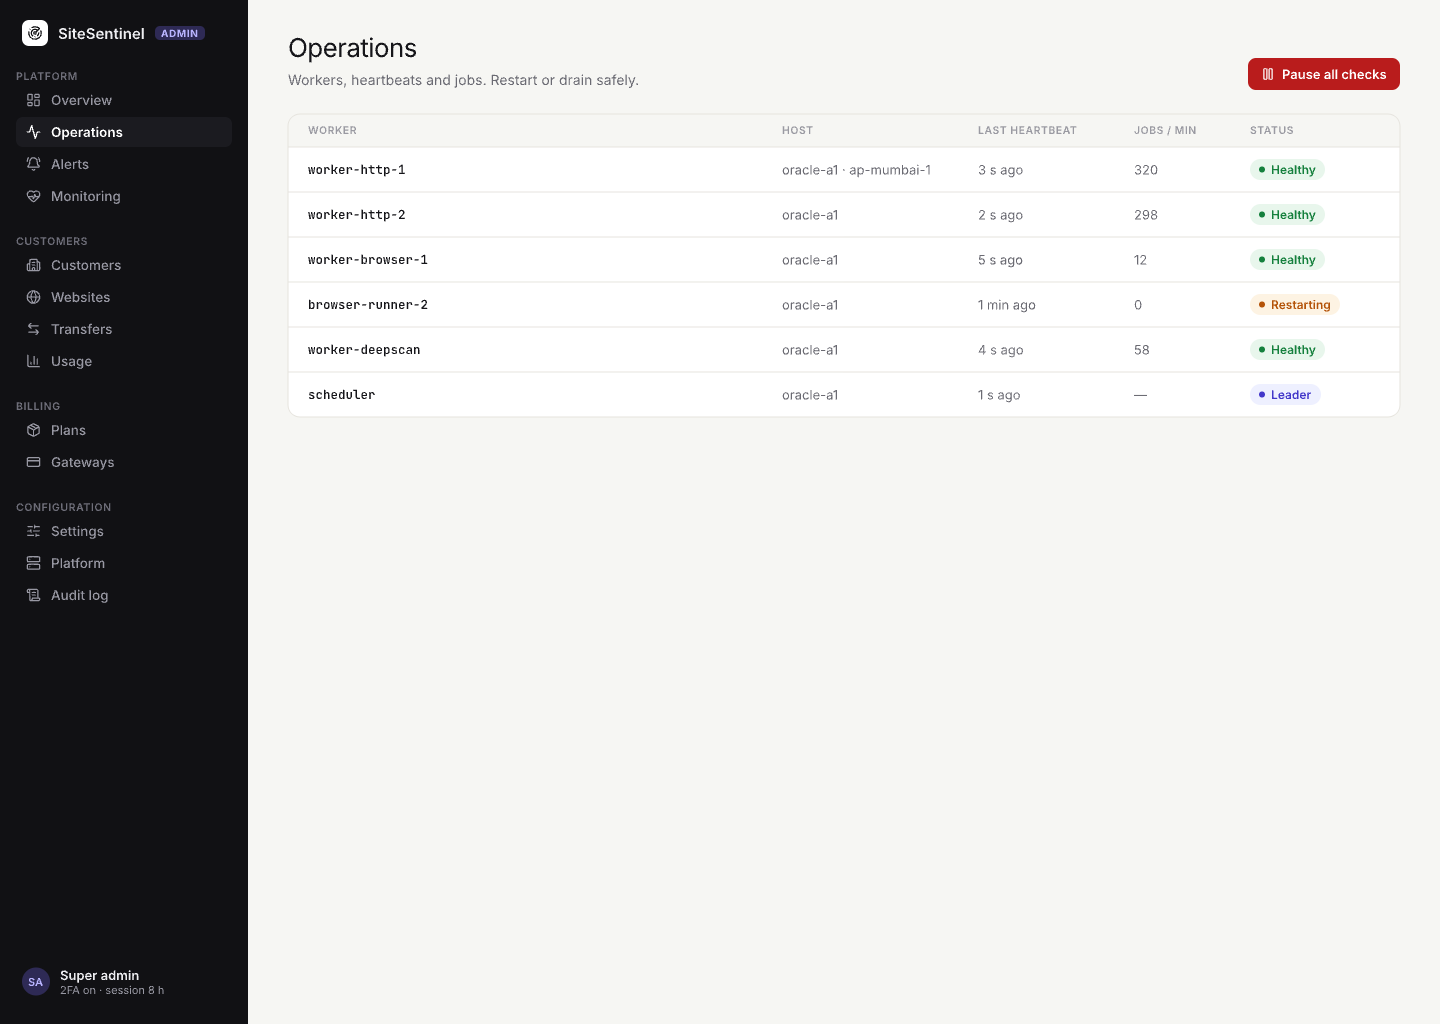 SiteSentinel ADMIN
PLATFORM
Overview
Operations
Alerts
Monitoring
CUSTOMERS
Customers
Websites
Transfers
Usage
BILLING
Plans
Gateways
CONFIGURATION
Settings
Platform
Audit log
SA Super admin
2FA on · session 8 h
Operations
Workers, heartbeats and jobs. Restart or drain safely.
Pause all checks
WORKER HOST LAST HEARTBEAT JOBS / MIN STATUS
worker-http-1 oracle-a1 · ap-mumbai-1 3 s ago 320 Healthy
worker-http-2 oracle-a1 2 s ago 298 Healthy
worker-browser-1 oracle-a1 5 s ago 12 Healthy
browser-runner-2 oracle-a1 1 min ago 0 Restarting
worker-deepscan oracle-a1 4 s ago 58 Healthy
scheduler oracle-a1 1 s ago — Leader